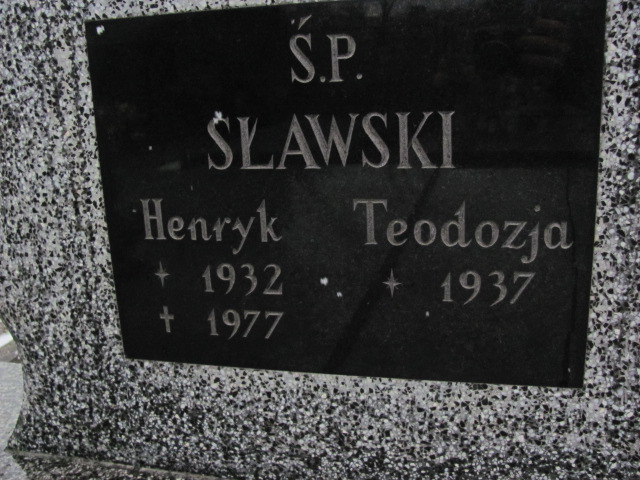 Ś.P.
SŁAWSKI
Henryk Teodozja
1932 1937
1977